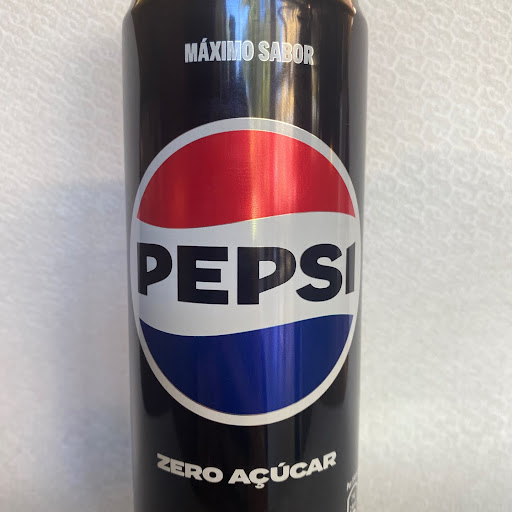 MÁXIMO SABOR
PEPSI
ZERO AÇÚCAR